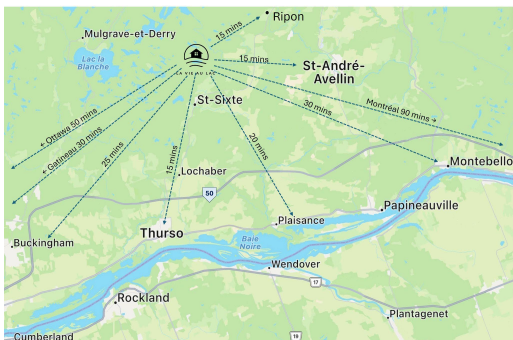 Ripon
Mulgrave-et-Derry
15 mins
Lac la
Blanche
LA VIE AU LAC
15 mins
St-André-
Avellin
← Ottawa 50 mins
← Gatineau 30 mins
25 mins
St-Sixte
15 mins
20 mins
30 mins
Montréal 90 mins →
Lochaber
50
Montebello
Papineauville
Plaisance
Thurso
Baie
Noire
Buckingham
Wendover
17
Rockland
Plantagenet
19
Cumberland